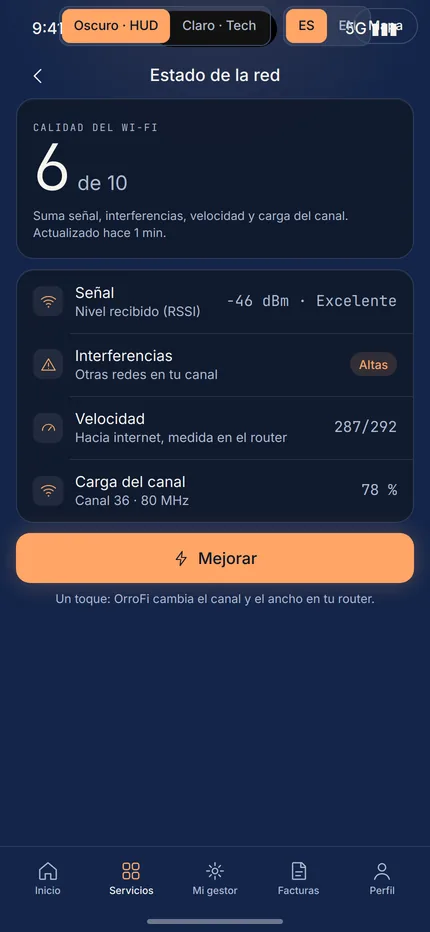 9:41
Oscuro · HUD
Claro · Tech
ES
5G
Mapa
Estado de la red
CALIDAD DEL WI-FI
6 de 10
Suma señal, interferencias, velocidad y carga del canal.
Actualizado hace 1 min.
Señal
-46 dBm · Excelente
Nivel recibido (RSSI)
Interferencias
Altas
Otras redes en tu canal
Velocidad
287/292
Hacia internet, medida en el router
Carga del canal
78 %
Canal 36 · 80 MHz
Mejorar
Un toque: OrroFi cambia el canal y el ancho en tu router.
Inicio
Servicios
Mi gestor
Facturas
Perfil